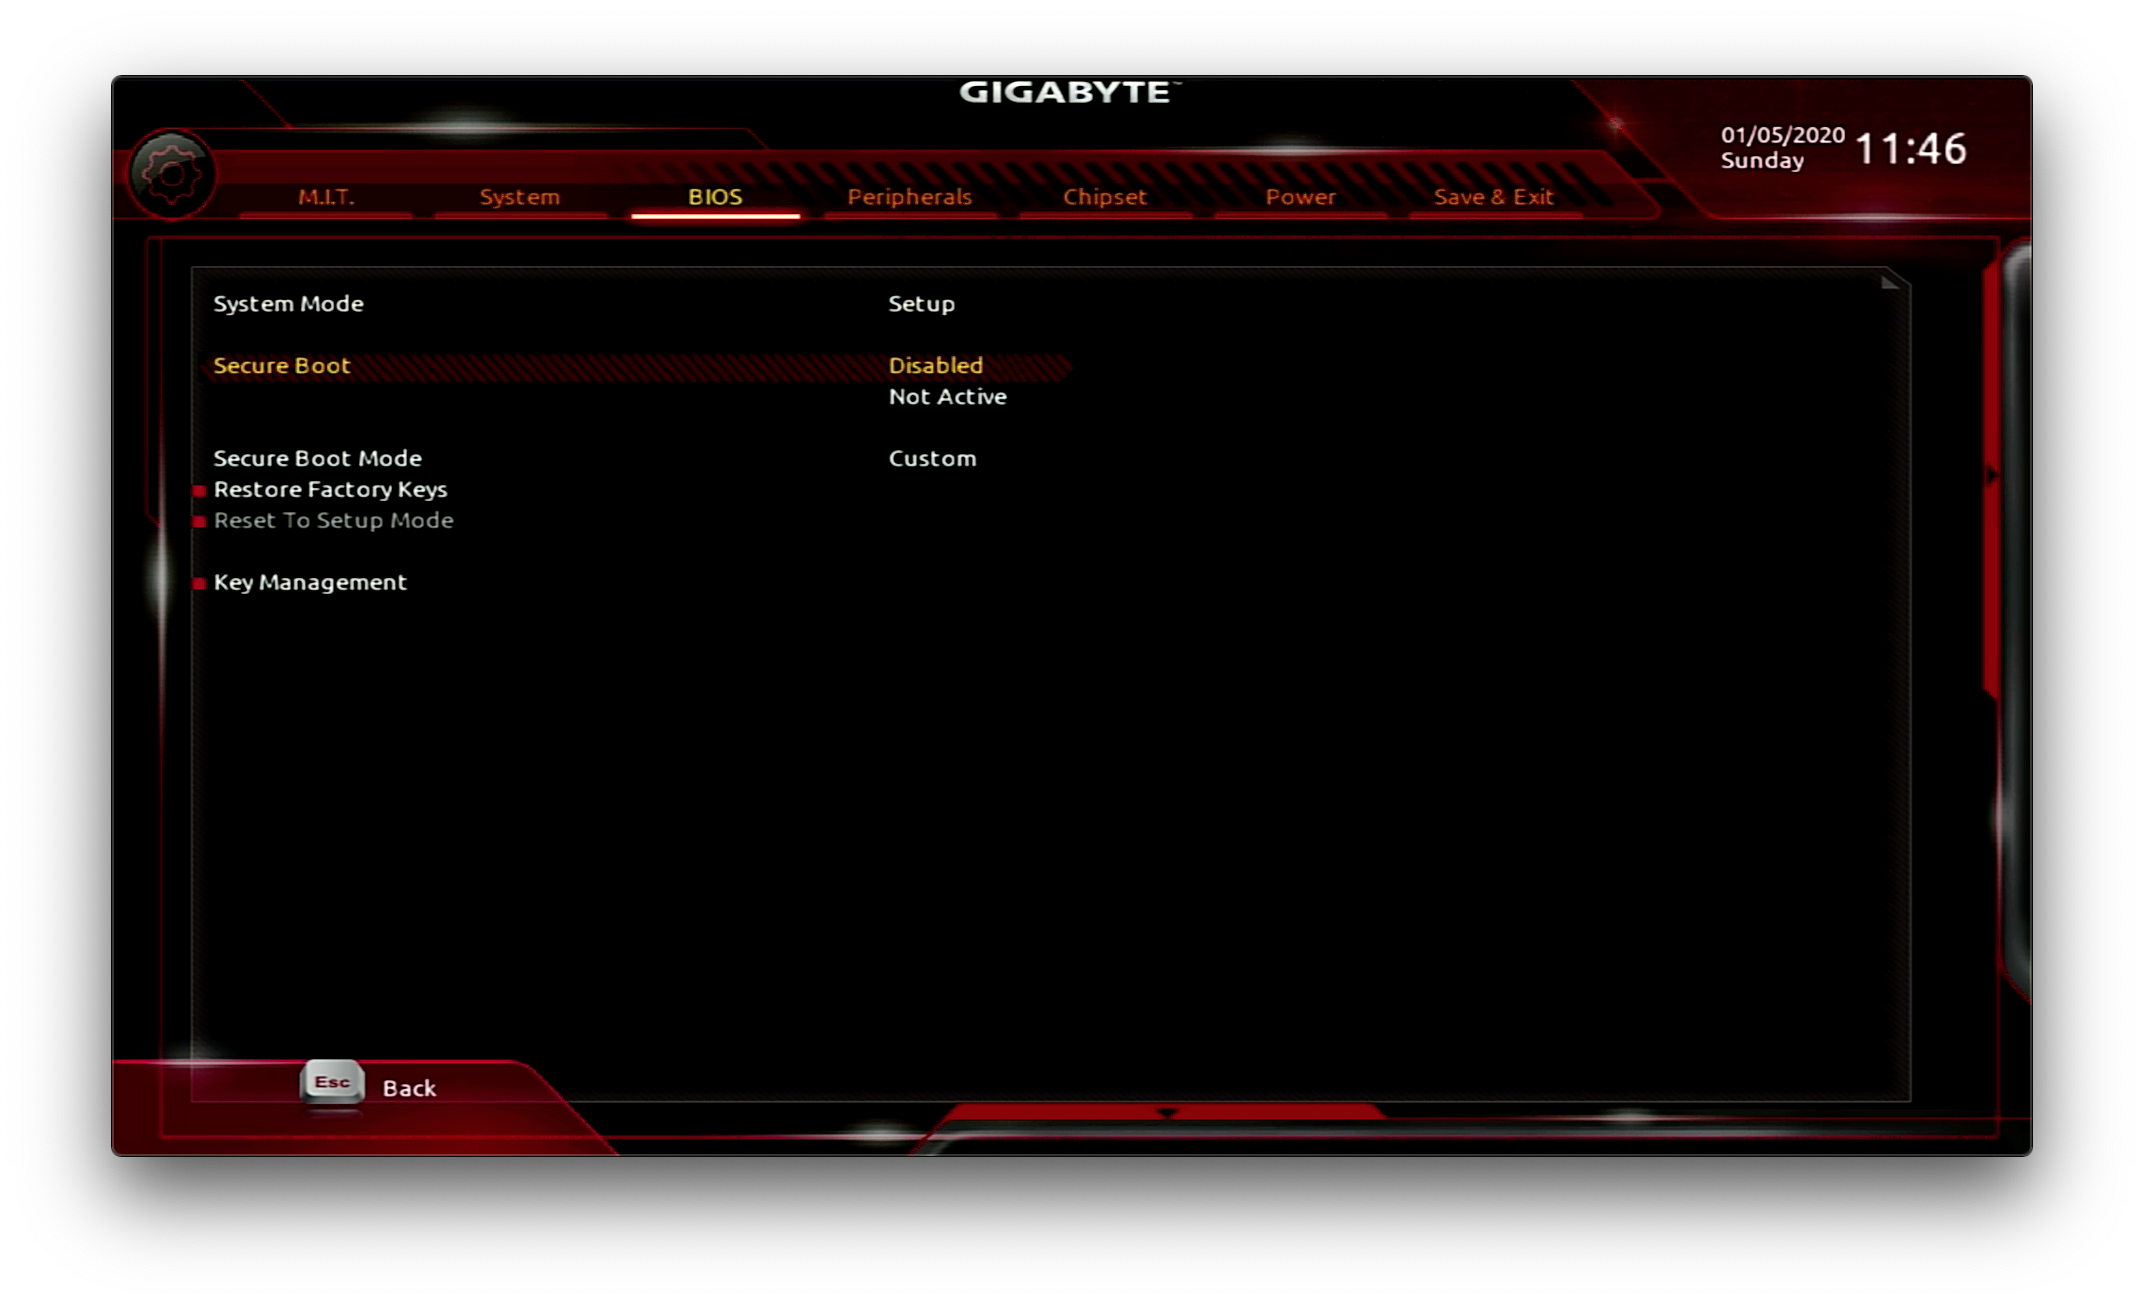 GIGABYTE™
01/05/2020
Sunday
11:46
M.I.T. System BIOS Peripherals Chipset Power Save & Exit
System Mode Setup
Secure Boot Disabled
Not Active
Secure Boot Mode Custom
Restore Factory Keys
Reset To Setup Mode
Key Management
Esc Back